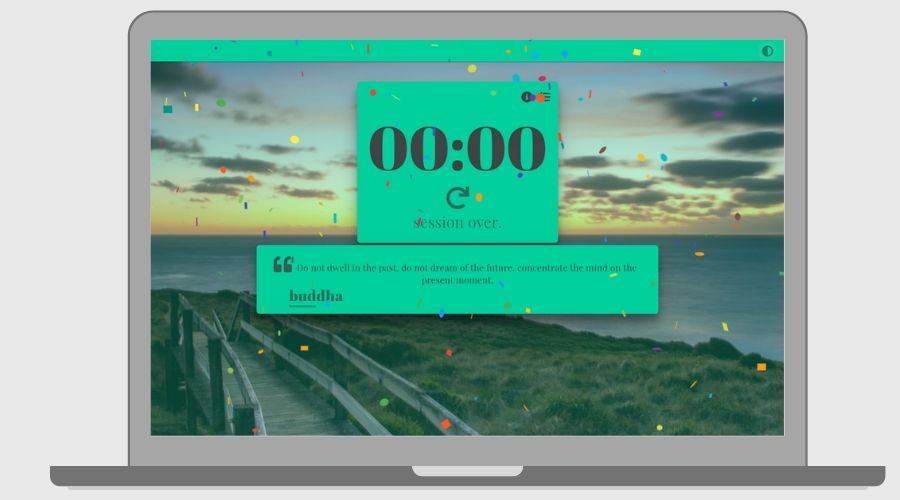 00:00
session over.
Do not dwell in the past, do not dream of the future, concentrate the mind on the
present moment.
buddha